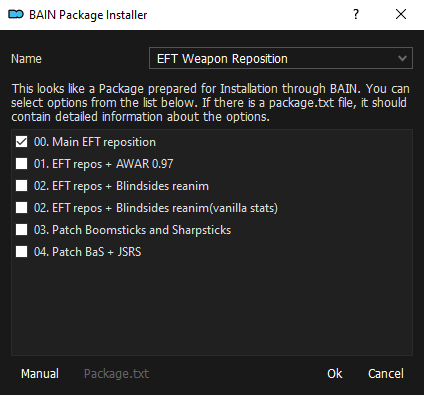 BAIN Package Installer
?
Name
EFT Weapon Reposition
This looks like a Package prepared for Installation through BAIN. You can
select options from the list below. If there is a package.txt file, it should
contain detailed information about the options.
00. Main EFT reposition
01. EFT repos + AWAR 0.97
02. EFT repos + Blindsides reanim
02. EFT repos + Blindsides reanim(vanilla stats)
03. Patch Boomsticks and Sharpsticks
04. Patch BaS + JSRS
Manual
Package.txt
Ok
Cancel